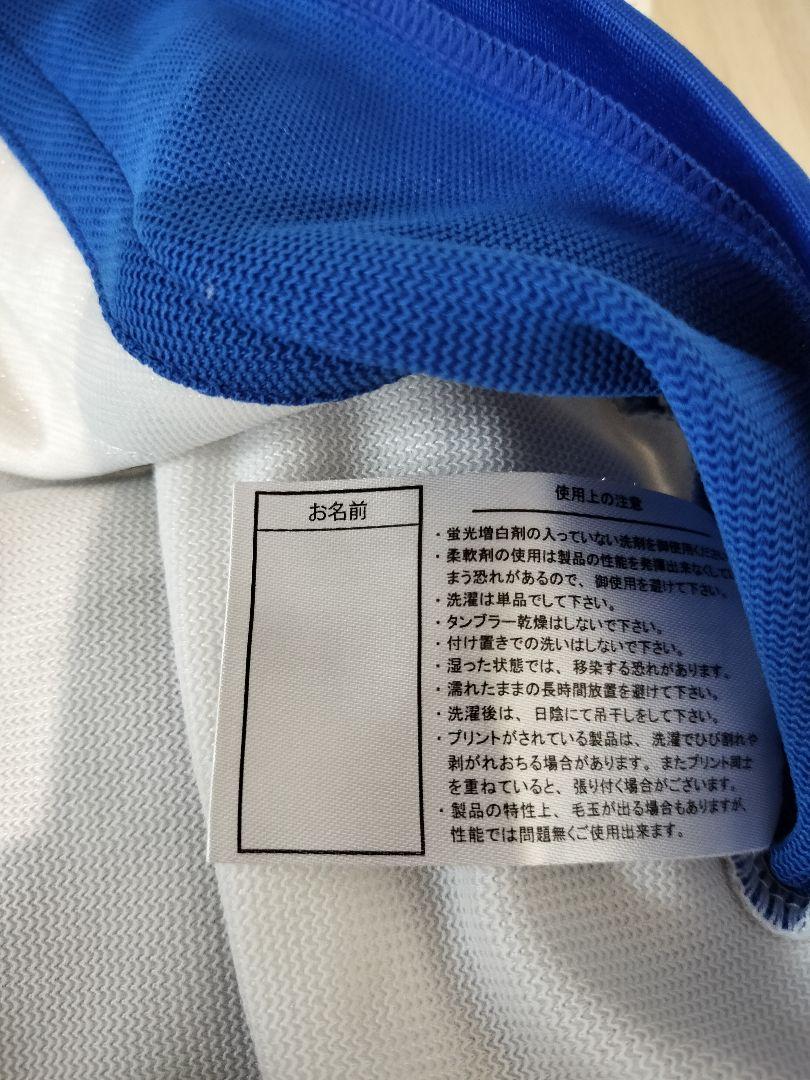 お名前
使用上の注意
・蛍光増白剤の入っていない洗剤を御使用ください
・柔軟剤の使用は製品の性能を発揮出来なくして
まう恐れがあるので、御使用を避けて下さい。
・洗濯は単品でして下さい。
・タンブラー乾燥はしないで下さい。
・付け置きでの洗いはしないで下さい。
・湿った状態では、移染する恐れがあります。
・濡れたままの長時間放置を避けて下さい。
・洗濯後は、日陰にて吊干しをして下さい。
・プリントがされている製品は、洗濯でひび割れや
剥がれおちる場合があります。またプリント同士
を重ねていると、張り付く場合がございます。
・製品の特性上、毛玉が出る場合もありますが、
性能では問題無くご使用出来ます。